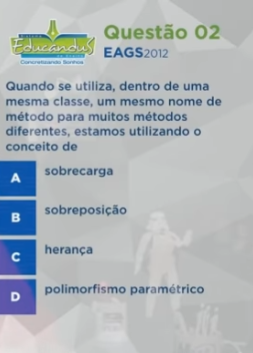 Educandus
Concretizando Sonhos
Questão 02
EAGS2012
Quando se utiliza, dentro de uma
mesma classe, um mesmo nome de
método para muitos métodos
diferentes, estamos utilizando o
conceito de
A sobrecarga
B sobreposição
C herança
D polimorfismo paramétrico